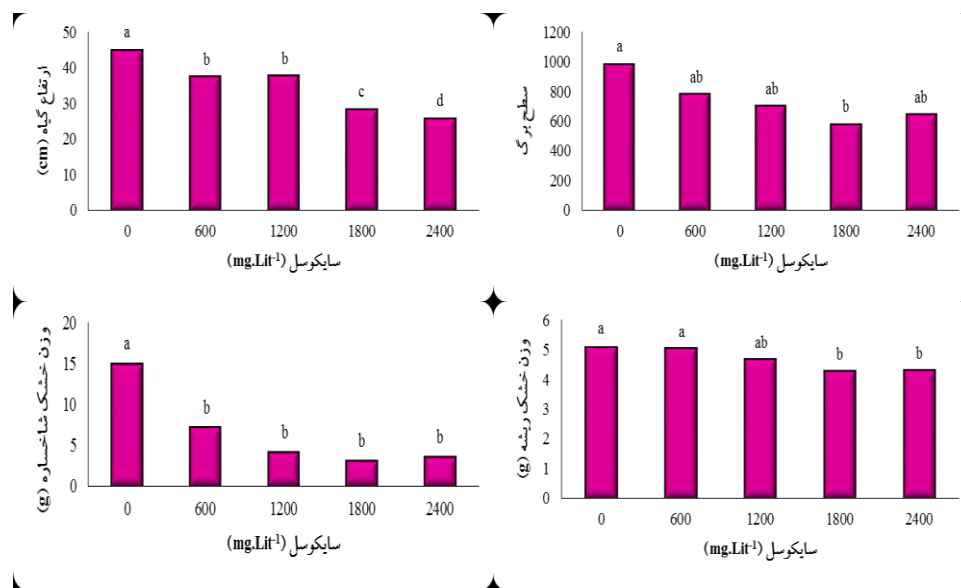 50
40
30
20
10
0
ارتفاع گیاه (cm)
a
b
b
c
d
0 600 1200 1800 2400
سایکوسل (mg.Lit⁻¹)
1200
1000
800
600
400
200
0
سطح برگ
a
ab
ab
b
ab
0 600 1200 1800 2400
سایکوسل (mg.Lit⁻¹)
20
15
10
5
0
وزن خشک شاخساره (g)
a
b
b
b
b
0 600 1200 1800 2400
سایکوسل (mg.Lit⁻¹)
6
5
4
3
2
1
0
وزن خشک ریشه (g)
a
a
ab
b
b
0 600 1200 1800 2400
سایکوسل (mg.Lit⁻¹)